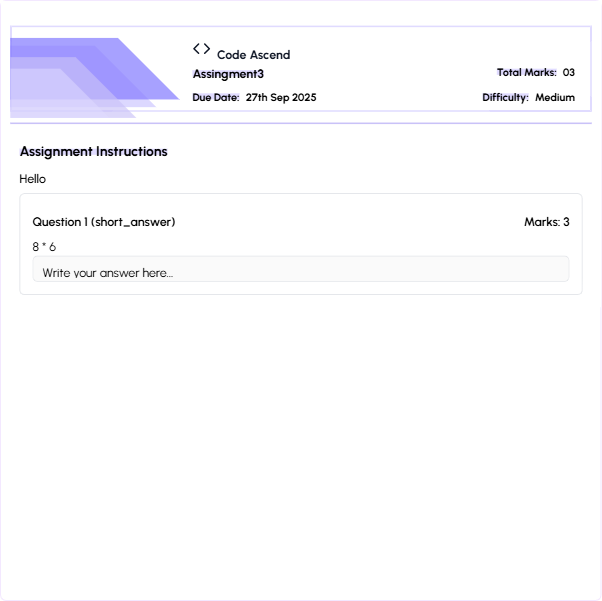 < > Code Ascend
Assingment3
Total Marks: 03
Due Date: 27th Sep 2025
Difficulty: Medium
Assignment Instructions
Hello
Question 1 (short_answer)
Marks: 3
8 * 6
Write your answer here...